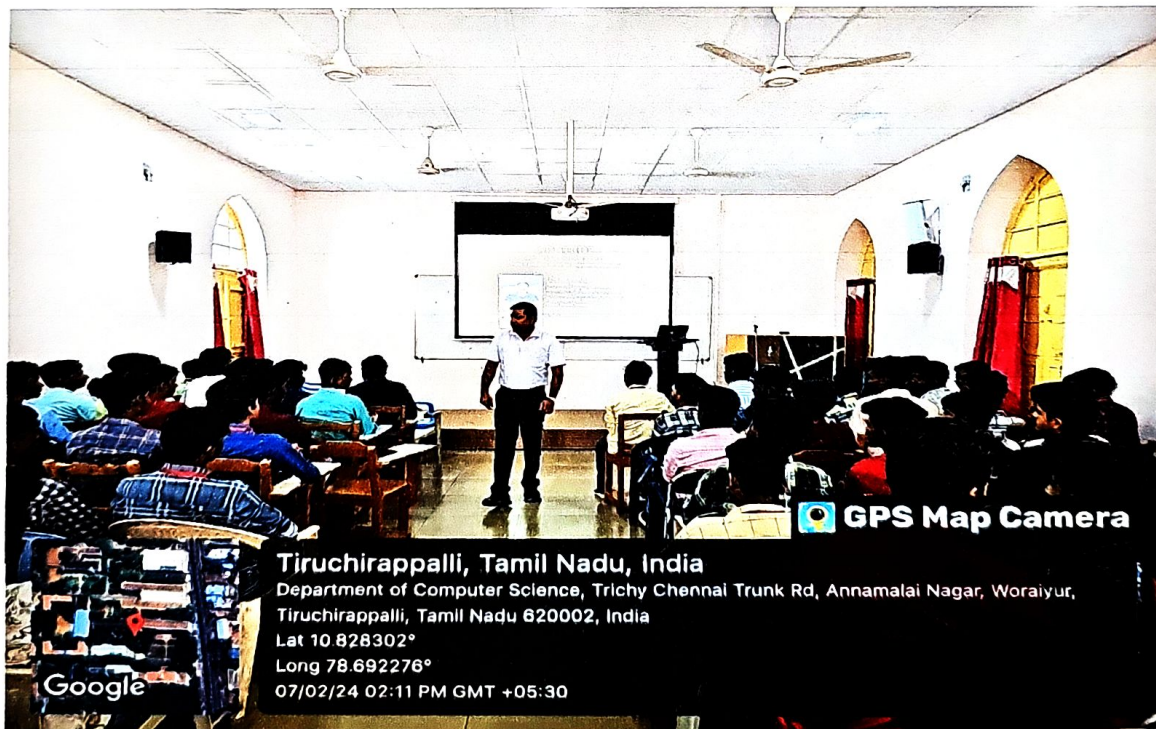 GPS Map Camera
Tiruchirappalli, Tamil Nadu, India
Department of Computer Science, Trichy Chennai Trunk Rd, Annamalai Nagar, Woraiyur,
Tiruchirappalli, Tamil Nadu 620002, India
Lat 10.828302°
Long 78.692276°
07/02/24 02:11 PM GMT +05:30
Google